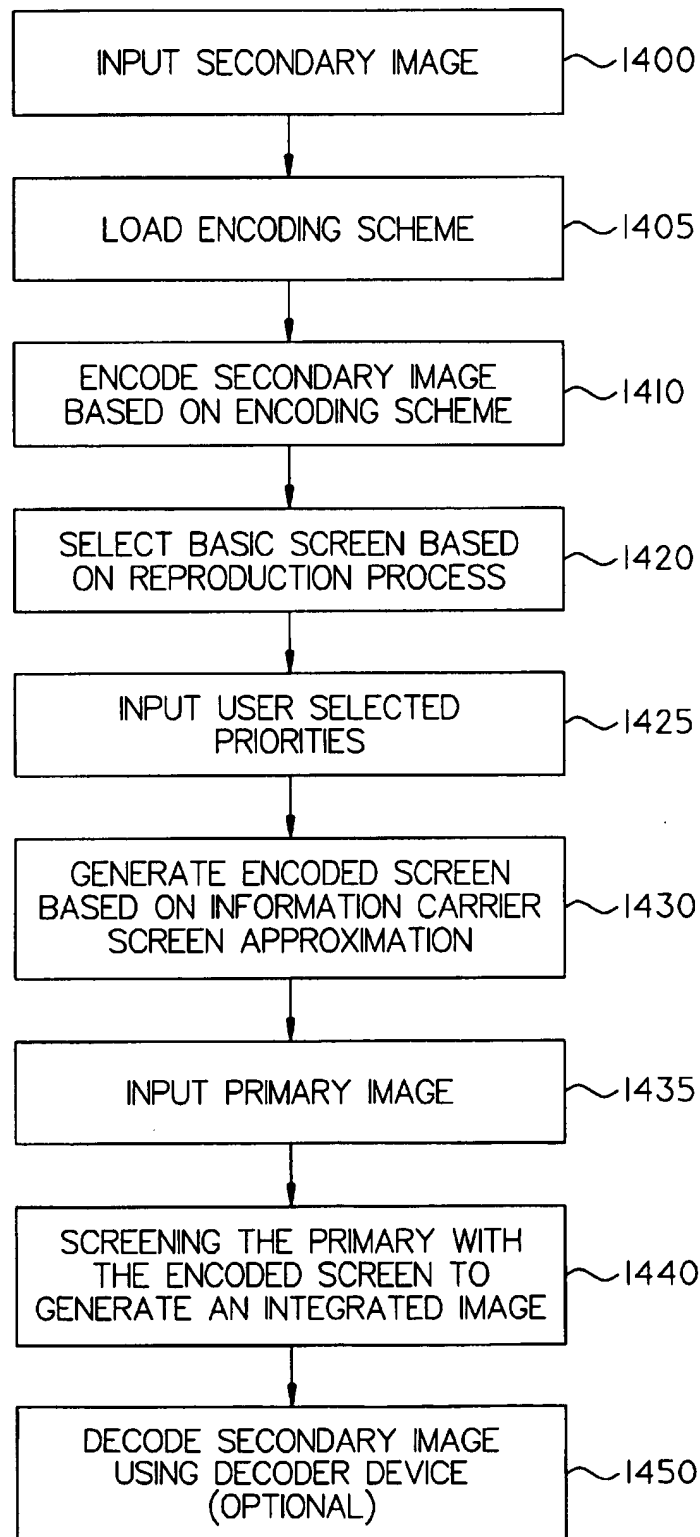 INPUT SECONDARY IMAGE
1400
LOAD ENCODING SCHEME
1405
ENCODE SECONDARY IMAGE
BASED ON ENCODING SCHEME
1410
SELECT BASIC SCREEN BASED
ON REPRODUCTION PROCESS
1420
INPUT USER SELECTED
PRIORITIES
1425
GENERATE ENCODED SCREEN
BASED ON INFORMATION CARRIER
SCREEN APPROXIMATION
1430
INPUT PRIMARY IMAGE
1435
SCREENING THE PRIMARY WITH
THE ENCODED SCREEN TO
GENERATE AN INTEGRATED IMAGE
1440
DECODE SECONDARY IMAGE
USING DECODER DEVICE
(OPTIONAL)
1450